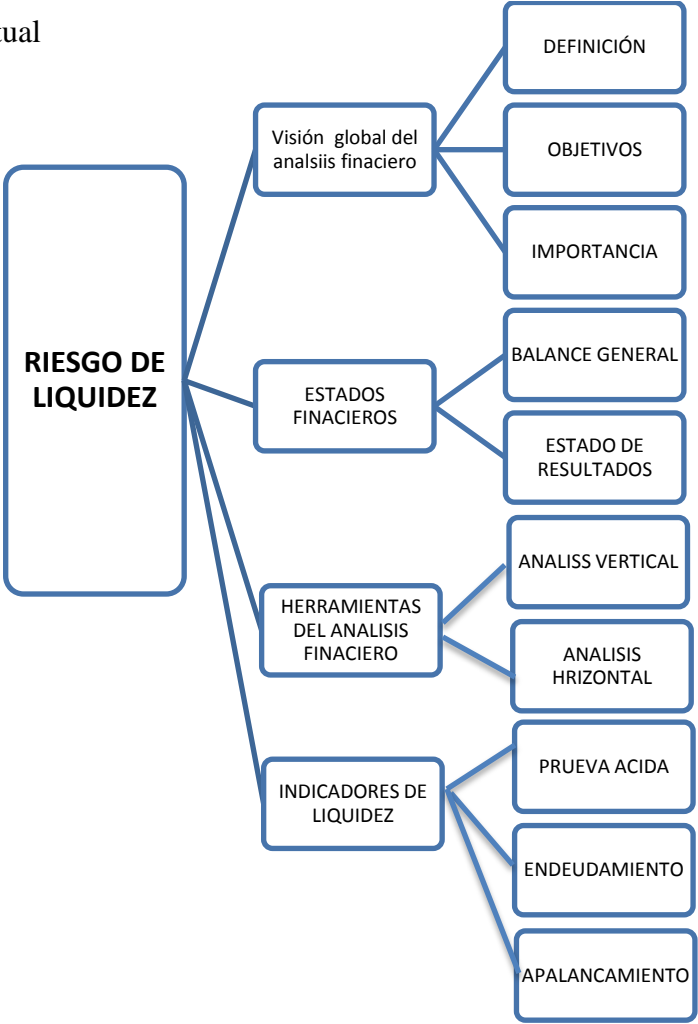 tual
DEFINICIÓN
Visión global del
analsiis finaciero
OBJETIVOS
IMPORTANCIA
RIESGO DE
LIQUIDEZ
BALANCE GENERAL
ESTADOS
FINACIEROS
ESTADO DE
RESULTADOS
ANALISS VERTICAL
HERRAMIENTAS
DEL ANALISIS
FINACIERO
ANALISIS
HRIZONTAL
PRUEVA ACIDA
INDICADORES DE
LIQUIDEZ
ENDEUDAMIENTO
APALANCAMIENTO